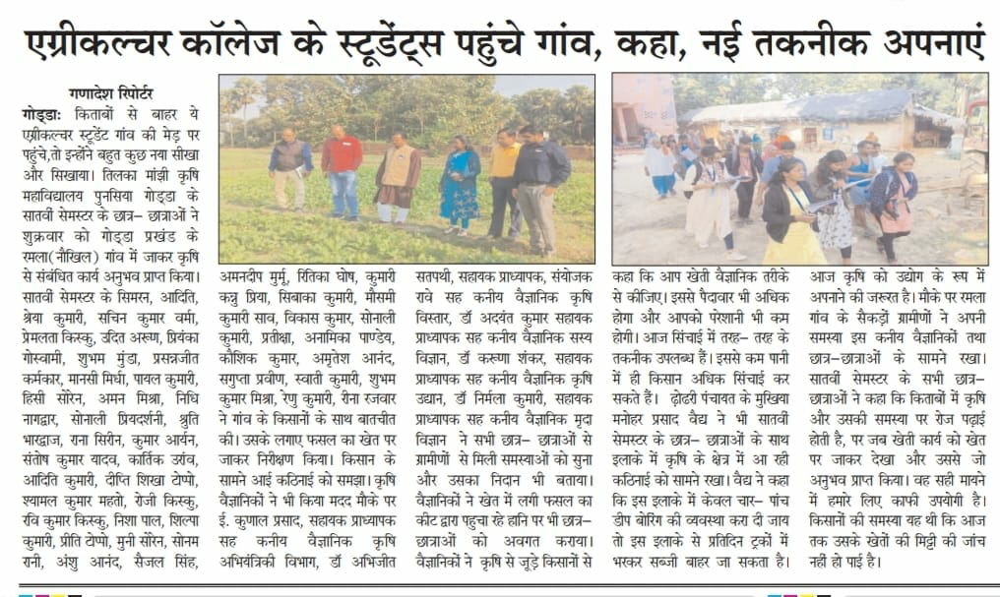 एग्रीकल्चर कॉलेज के स्टूडेंट्स पहुंचे गांव, कहा, नई तकनीक अपनाएं
गणादेश रिपोर्टर
गोड्डाः किताबों से बाहर ये
एग्रीकल्चर स्टूडेंट गांव की मेड़ पर
पहुंचे,तो इन्होंने बहुत कुछ नया सीखा
और सिखाया। तिलका मांझी कृषि
महाविद्यालय पुनसिया गोड्डा के
सातवीं सेमस्टर के छात्र- छात्राओं ने
शुक्रवार को गोड्डा प्रखंड के
रमला(नौखिल) गांव में जाकर कृषि
से संबंधित कार्य अनुभव प्राप्त किया।
सातवीं सेमस्टर के सिमरन, आदिति,
श्रेया कुमारी, सचिन कुमार वर्मा,
प्रेमलता किस्कु, उदित अरूण, प्रियंका
गोस्वामी, शुभम मुंडा, प्रसन्नजीत
कर्मकार, मानसी मिर्धा, पायल कुमारी,
हिसी सोरेन, अमन मिश्रा, निधि
नागद्वार, सोनाली प्रियदर्शनी, श्रुति
भारद्वाज, राना सिरीन, कुमार आर्यन,
संतोष कुमार यादव, कार्तिक उरांव,
आदिति कुमारी, दीप्ति शिखा टोप्पो,
श्यामल कुमार महतो, रोजी किस्कु,
रवि कुमार किस्कु, निशा पाल, शिल्पा
कुमारी, प्रीति टोप्पो, मुनी सोरेन, सोनम
रानी, अंशु आनंद, सैजल सिंह,
अमनदीप मुर्मू, रितिका घोष, कुमारी
कन्नु प्रिया, सिबाका कुमारी, मौसमी
कुमारी साव, विकास कुमार, सोनाली
कुमारी, प्रतीक्षा, अनामिका पाण्डेय,
कौशिक कुमार, अमृतेश आनंद,
सगुप्ता प्रवीण, स्वाती कुमारी, शुभम
कुमार मिश्रा, रेणु कुमारी, रीना रजवार
ने गांव के किसानों के साथ बातचीत
की। उसके लगाए फसल का खेत पर
जाकर निरीक्षण किया। किसान के
सामने आई कठिनाई को समझा। कृषि
वैज्ञानिकों ने भी किया मदद मौके पर
ई. कुणाल प्रसाद, सहायक प्राध्यापक
सह कनीय वैज्ञानिक कृषि
अभियंत्रिकी विभाग, डॉ अभिजीत
सतपथी, सहायक प्राध्यापक, संयोजक
रावे सह कनीय वैज्ञानिक कृषि
विस्तार, डॉ अदयंत कुमार सहायक
प्राध्यापक सह कनीय वैज्ञानिक सस्य
विज्ञान, डॉ करूणा शंकर, सहायक
प्राध्यापक सह कनीय वैज्ञानिक कृषि
उद्यान, डॉ निर्मला कुमारी, सहायक
प्राध्यापक सह कनीय वैज्ञानिक मृदा
विज्ञान ने सभी छात्र- छात्राओं से
ग्रामीणों से मिली समस्याओं को सुना
और उसका निदान भी बताया।
वैज्ञानिकों ने खेत में लगी फसल का
कीट द्वारा पहुचा रहे हानि पर भी छात्र-
छात्राओं को अवगत कराया।
वैज्ञानिकों ने कृषि से जूड़े किसानों से
कहा कि आप खेती वैज्ञानिक तरीके
से कीजिए। इससे पैदावार भी अधिक
होगा और आपको परेशानी भी कम
होगी। आज सिंचाई में तरह- तरह के
तकनीक उपलब्ध हैं। इससे कम पानी
में ही किसान अधिक सिंचाई कर
सकते हैं। ढ़ोढरी पंचायत के मुखिया
मनोहर प्रसाद वैद्य ने भी सातवी
सेमस्टर के छात्र- छात्राओं के साथ
इलाके में कृषि के क्षेत्र में आ रही
कठिनाई को सामने रखा। वैद्य ने कहा
कि इस इलाके में केवल चार- पांच
डीप बोरिंग की व्यवस्था करा दी जाय
तो इस इलाके से प्रतिदिन ट्रकों में
भरकर सब्जी बाहर जा सकता है।
आज कृषि को उद्योग के रूप में
अपनाने की जरूरत है। मौके पर रमला
गांव के सैकड़ों ग्रामीणों ने अपनी
समस्या इस कनीय वैज्ञानिकों तथा
छात्र-छात्राओं के सामने रखा।
सातवीं सेमस्टर के सभी छात्र-
छात्राओं ने कहा कि किताबों में कृषि
और उसकी समस्या पर रोज पढ़ाई
होती है, पर जब खेती कार्य को खेत
पर जाकर देखा और उससे जो
अनुभव प्राप्त किया। वह सही मायने
में हमारे लिए काफी उपयोगी है।
किसानों की समस्या यह थी कि आज
तक उसके खेतों की मिट्टी की जांच
नहीं हो पाई है।